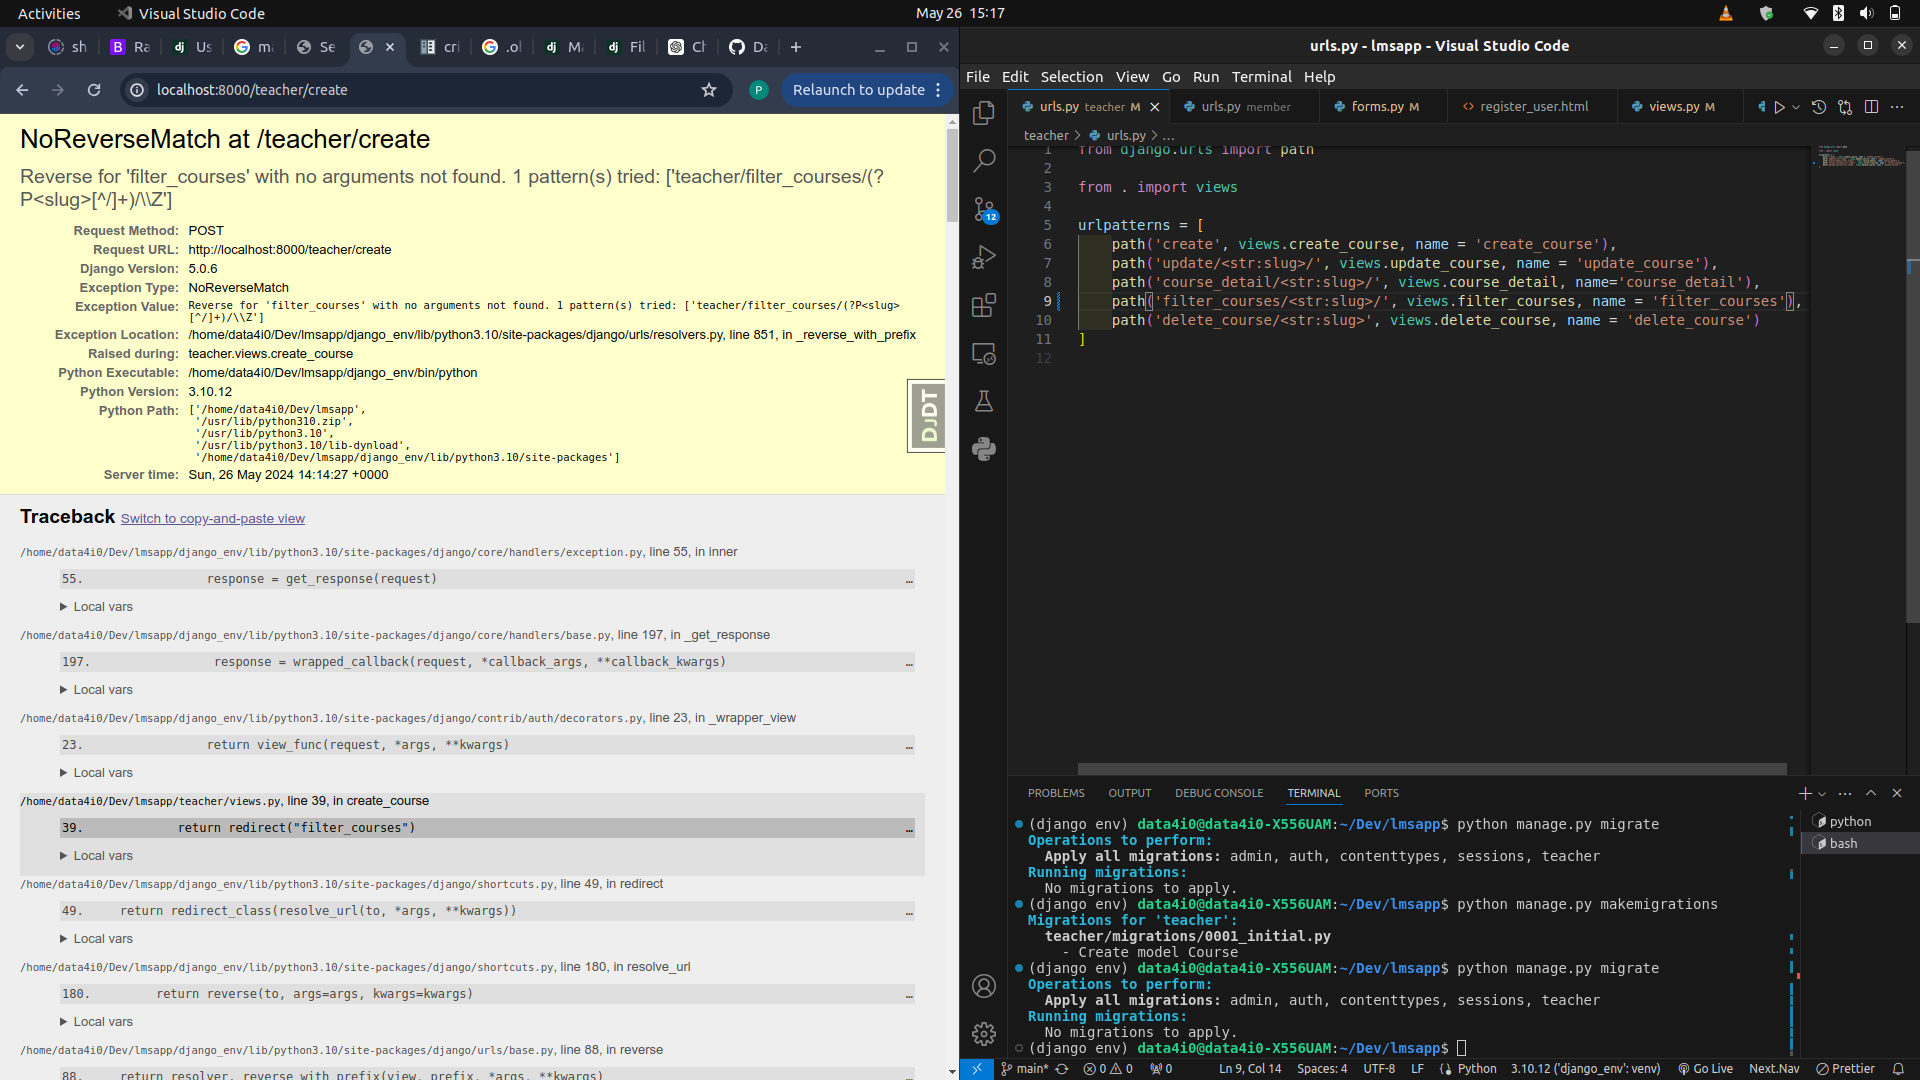 Activities
Visual Studio Code
May 26 15:17
sh
Ra
Us
ma
Se
cri
.ol
Ma
Fil
Ch
Da
localhost:8000/teacher/create
P
Relaunch to update
NoReverseMatch at /teacher/create
Reverse for 'filter_courses' with no arguments not found. 1 pattern(s) tried: ['teacher/filter_courses/(?
P<slug>[^/]+)/\\Z']
Request Method: POST
Request URL: http://localhost:8000/teacher/create
Django Version: 5.0.6
Exception Type: NoReverseMatch
Exception Value: Reverse for 'filter_courses' with no arguments not found. 1 pattern(s) tried: ['teacher/filter_courses/(?P<slug>
[^/]+)/\\Z']
Exception Location: /home/data4i0/Dev/lmsapp/django_env/lib/python3.10/site-packages/django/urls/resolvers.py, line 851, in _reverse_with_prefix
Raised during: teacher.views.create_course
Python Executable: /home/data4i0/Dev/lmsapp/django_env/bin/python
Python Version: 3.10.12
Python Path: ['/home/data4i0/Dev/lmsapp',
'/usr/lib/python310.zip',
'/usr/lib/python3.10',
'/usr/lib/python3.10/lib-dynload',
'/home/data4i0/Dev/lmsapp/django_env/lib/python3.10/site-packages']
Server time: Sun, 26 May 2024 14:14:27 +0000
DJDT
Traceback Switch to copy-and-paste view
/home/data4i0/Dev/lmsapp/django_env/lib/python3.10/site-packages/django/core/handlers/exception.py, line 55, in inner
55. response = get_response(request) …
Local vars
/home/data4i0/Dev/lmsapp/django_env/lib/python3.10/site-packages/django/core/handlers/base.py, line 197, in _get_response
197. response = wrapped_callback(request, *callback_args, **callback_kwargs) …
Local vars
/home/data4i0/Dev/lmsapp/django_env/lib/python3.10/site-packages/django/contrib/auth/decorators.py, line 23, in _wrapper_view
23. return view_func(request, *args, **kwargs) …
Local vars
/home/data4i0/Dev/lmsapp/teacher/views.py, line 39, in create_course
39. return redirect("filter_courses") …
Local vars
/home/data4i0/Dev/lmsapp/django_env/lib/python3.10/site-packages/django/shortcuts.py, line 49, in redirect
49. return redirect_class(resolve_url(to, *args, **kwargs)) …
Local vars
/home/data4i0/Dev/lmsapp/django_env/lib/python3.10/site-packages/django/shortcuts.py, line 180, in resolve_url
180. return reverse(to, args=args, kwargs=kwargs) …
Local vars
/home/data4i0/Dev/lmsapp/django_env/lib/python3.10/site-packages/django/urls/base.py, line 88, in reverse
88. return resolver._reverse_with_prefix(view, prefix, *args, **kwargs) …
urls.py - lmsapp - Visual Studio Code
File Edit Selection View Go Run Terminal Help
urls.py teacher M
urls.py member
forms.py M
register_user.html
views.py M
teacher > urls.py > ...
12
1 from django.urls import path
2
3 from . import views
4
5 urlpatterns = [
6 path('create', views.create_course, name = 'create_course'),
7 path('update/<str:slug>/', views.update_course, name = 'update_course'),
8 path('course_detail/<str:slug>/', views.course_detail, name='course_detail'),
9 path('filter_courses/<str:slug>/', views.filter_courses, name = 'filter_courses'),
10 path('delete_course/<str:slug>', views.delete_course, name = 'delete_course')
11 ]
12
PROBLEMS OUTPUT DEBUG CONSOLE TERMINAL PORTS
python
bash
(django env) data4i0@data4i0-X556UAM:~/Dev/lmsapp$ python manage.py migrate
Operations to perform:
Apply all migrations: admin, auth, contenttypes, sessions, teacher
Running migrations:
No migrations to apply.
(django env) data4i0@data4i0-X556UAM:~/Dev/lmsapp$ python manage.py makemigrations
Migrations for 'teacher':
teacher/migrations/0001_initial.py
- Create model Course
(django env) data4i0@data4i0-X556UAM:~/Dev/lmsapp$ python manage.py migrate
Operations to perform:
Apply all migrations: admin, auth, contenttypes, sessions, teacher
Running migrations:
No migrations to apply.
(django env) data4i0@data4i0-X556UAM:~/Dev/lmsapp$
main* 0 0 0 Ln 9, Col 14 Spaces: 4 UTF-8 LF Python 3.10.12 ('django_env': venv) Go Live Next.Nav Prettier